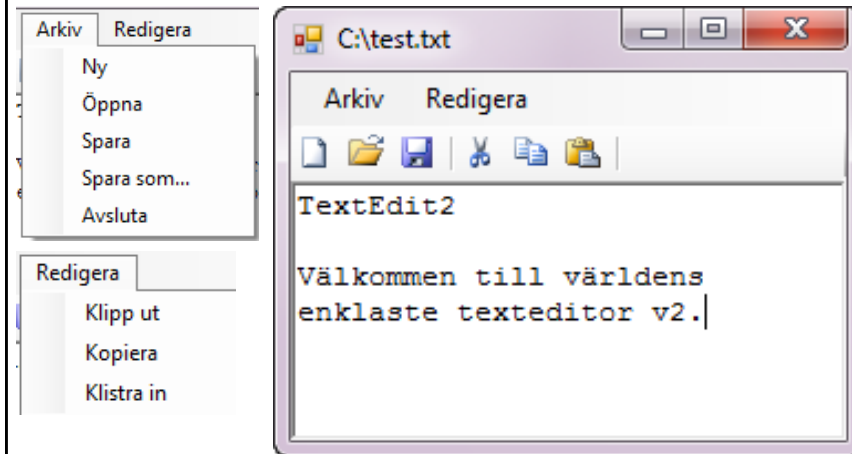 Arkiv Redigera
Ny
Öppna
Spara
Spara som...
Avsluta
Redigera
Klipp ut
Kopiera
Klistra in
C:\test.txt
Arkiv Redigera
TextEdit2
Välkommen till världens
enklaste texteditor v2.